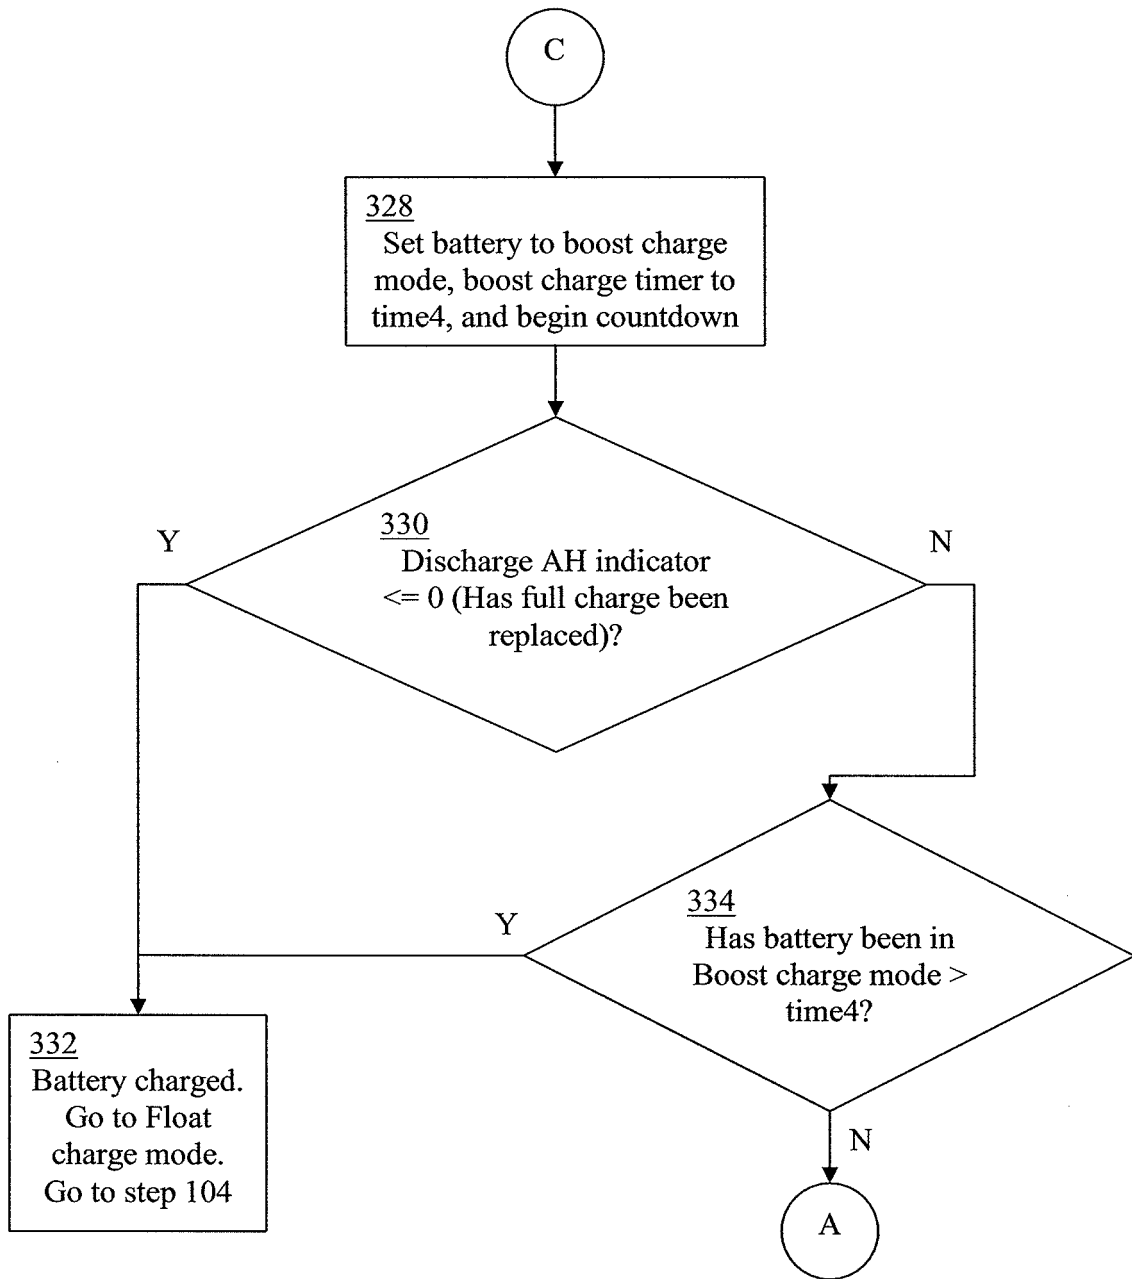 C
328
Set battery to boost charge
mode, boost charge timer to
time4, and begin countdown
Y
N
330
Discharge AH indicator
<= 0 (Has full charge been
replaced)?
Y
334
Has battery been in
Boost charge mode >
time4?
332
Battery charged.
Go to Float
charge mode.
Go to step 104
N
A